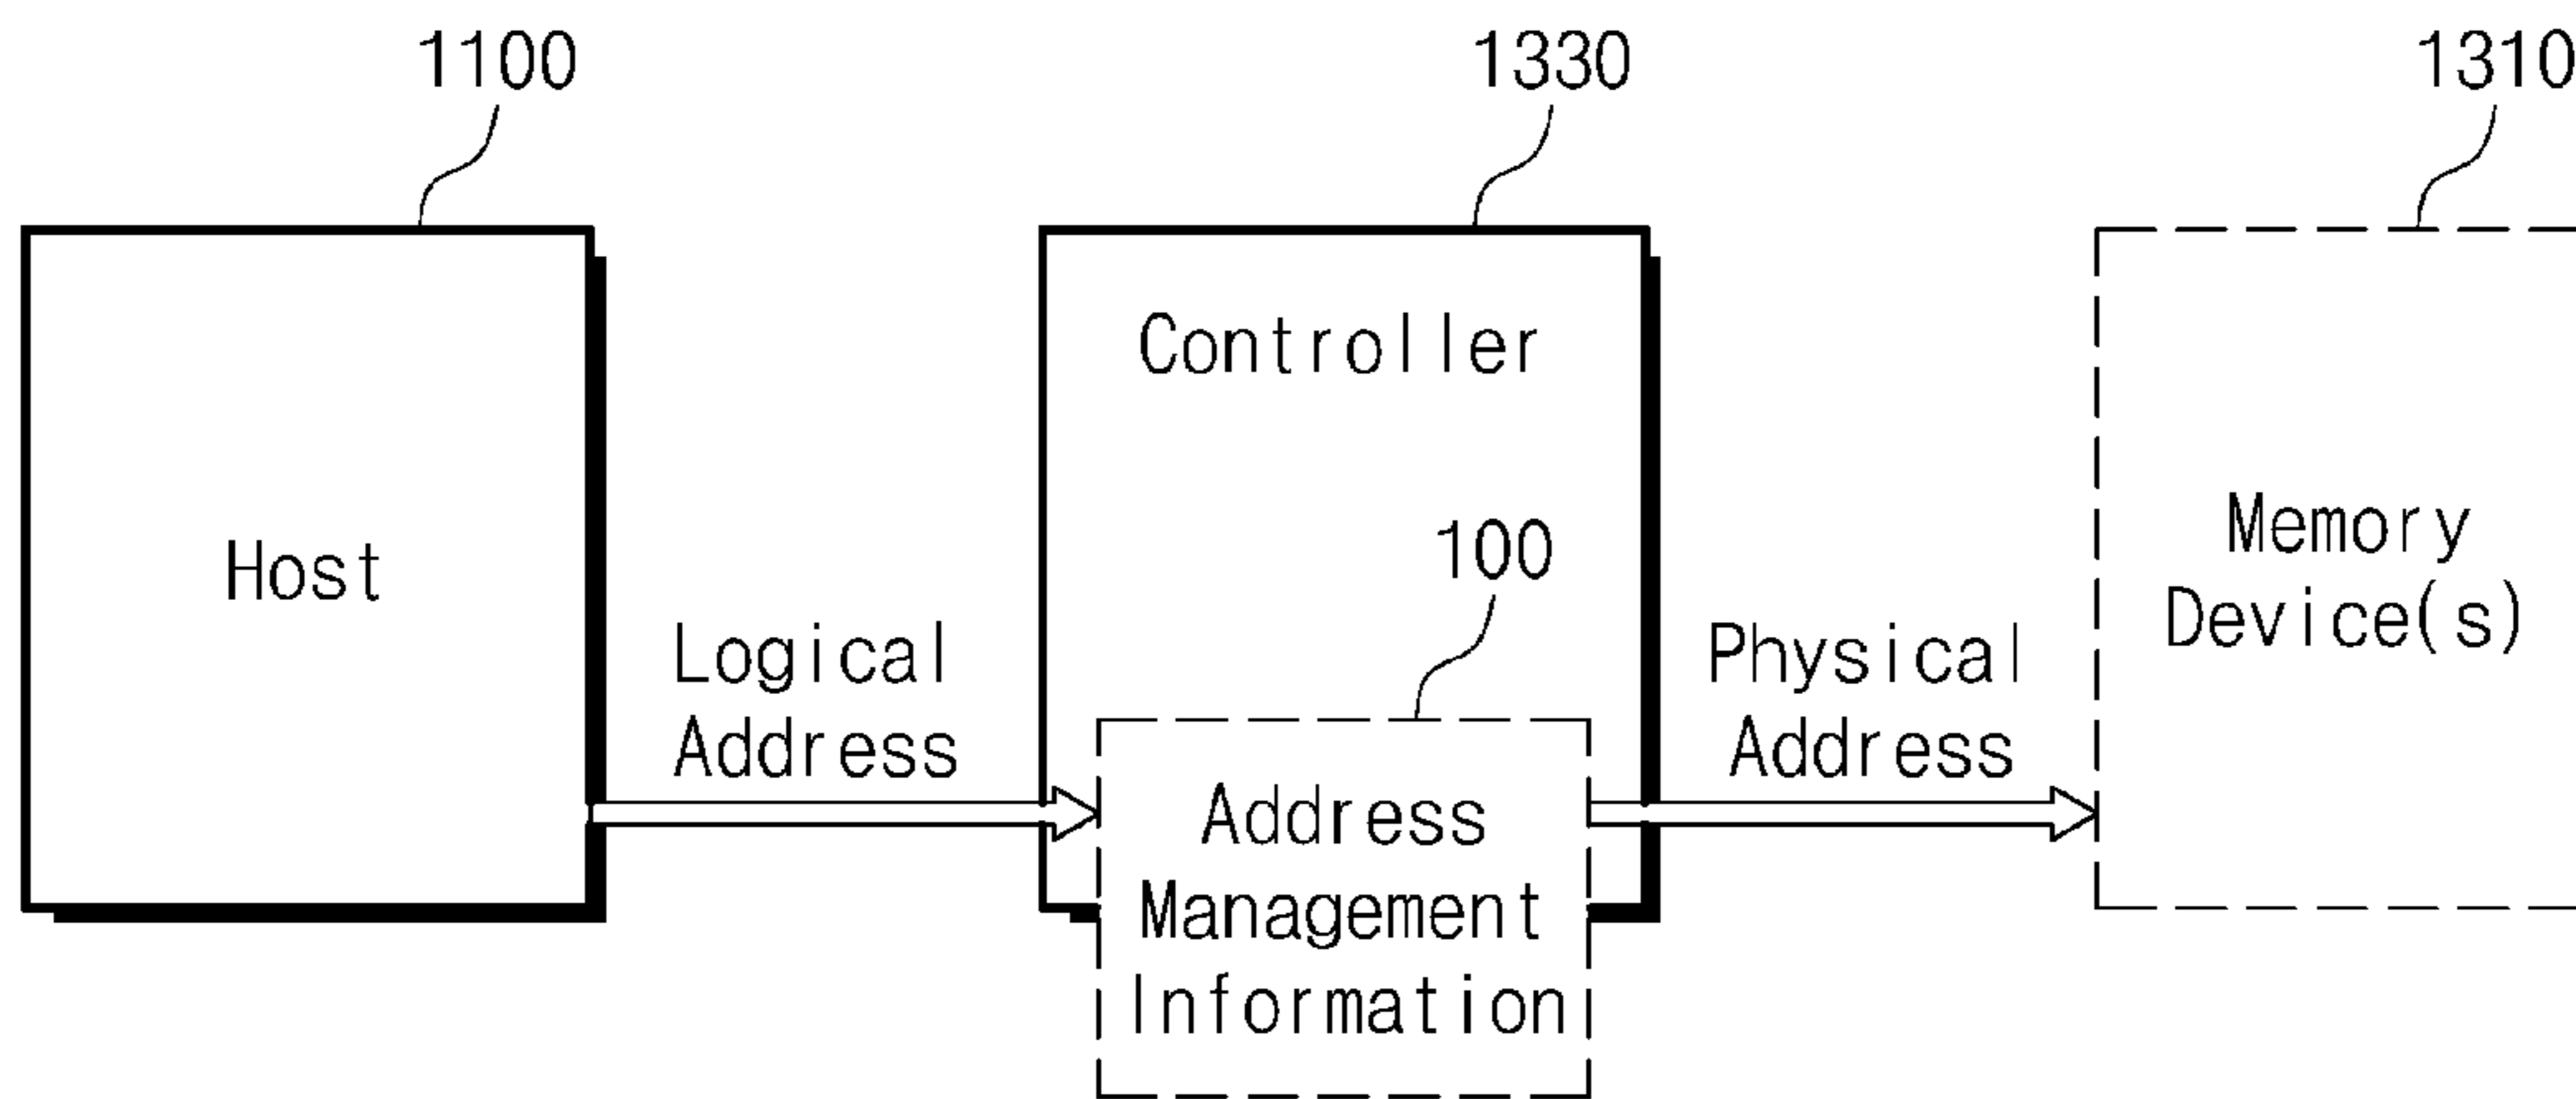 1100
1330
1310
Controller
Host
100
Memory
Device(s)
Logical
Address
Physical
Address
Address
Management
Information